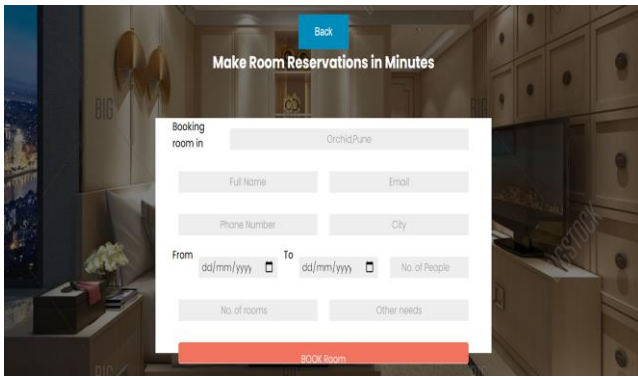 Back
Make Room Reservations in Minutes
BIG
Booking
room in
Orchid,Pune
Full Name
Email
Phone Number
City
From
dd/mm/yyyy
To
dd/mm/yyyy
No. of People
No. of rooms
Other needs
BOOK Room